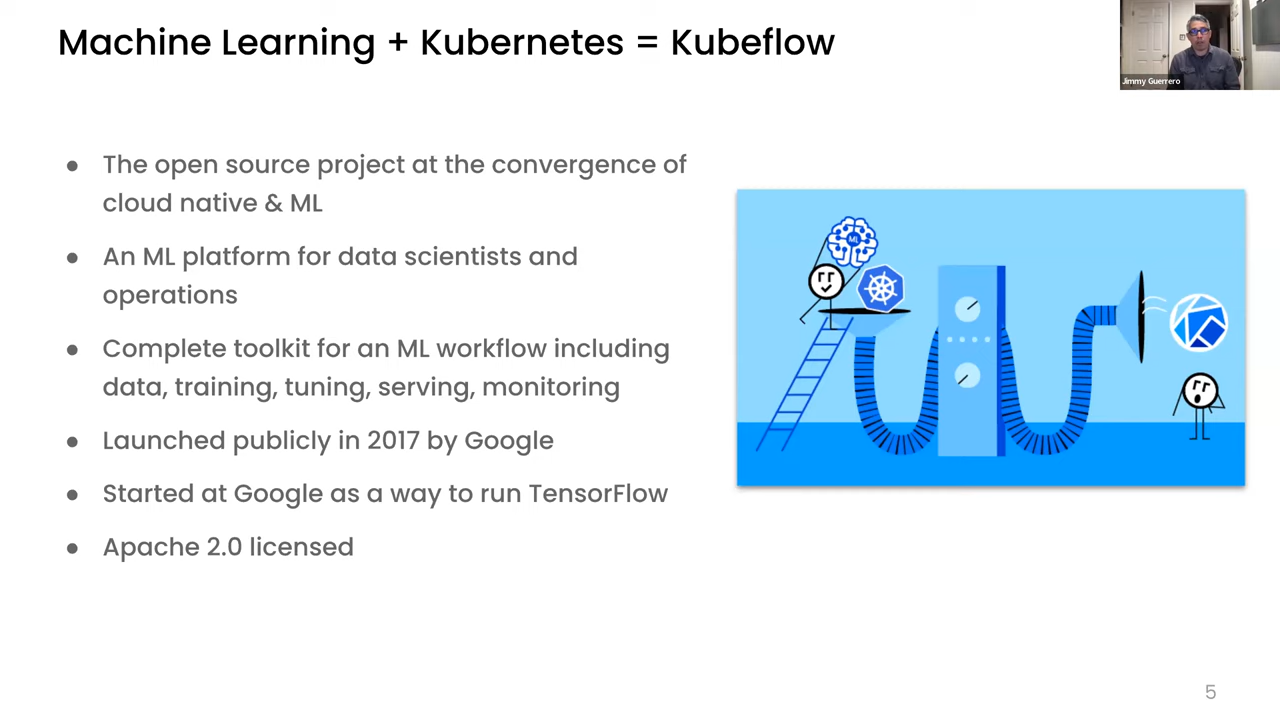 Machine Learning + Kubernetes = Kubeflow
Jimmy Guerrero
● The open source project at the convergence of
cloud native & ML
● An ML platform for data scientists and
operations
● Complete toolkit for an ML workflow including
data, training, tuning, serving, monitoring
● Launched publicly in 2017 by Google
● Started at Google as a way to run TensorFlow
● Apache 2.0 licensed
ML
5